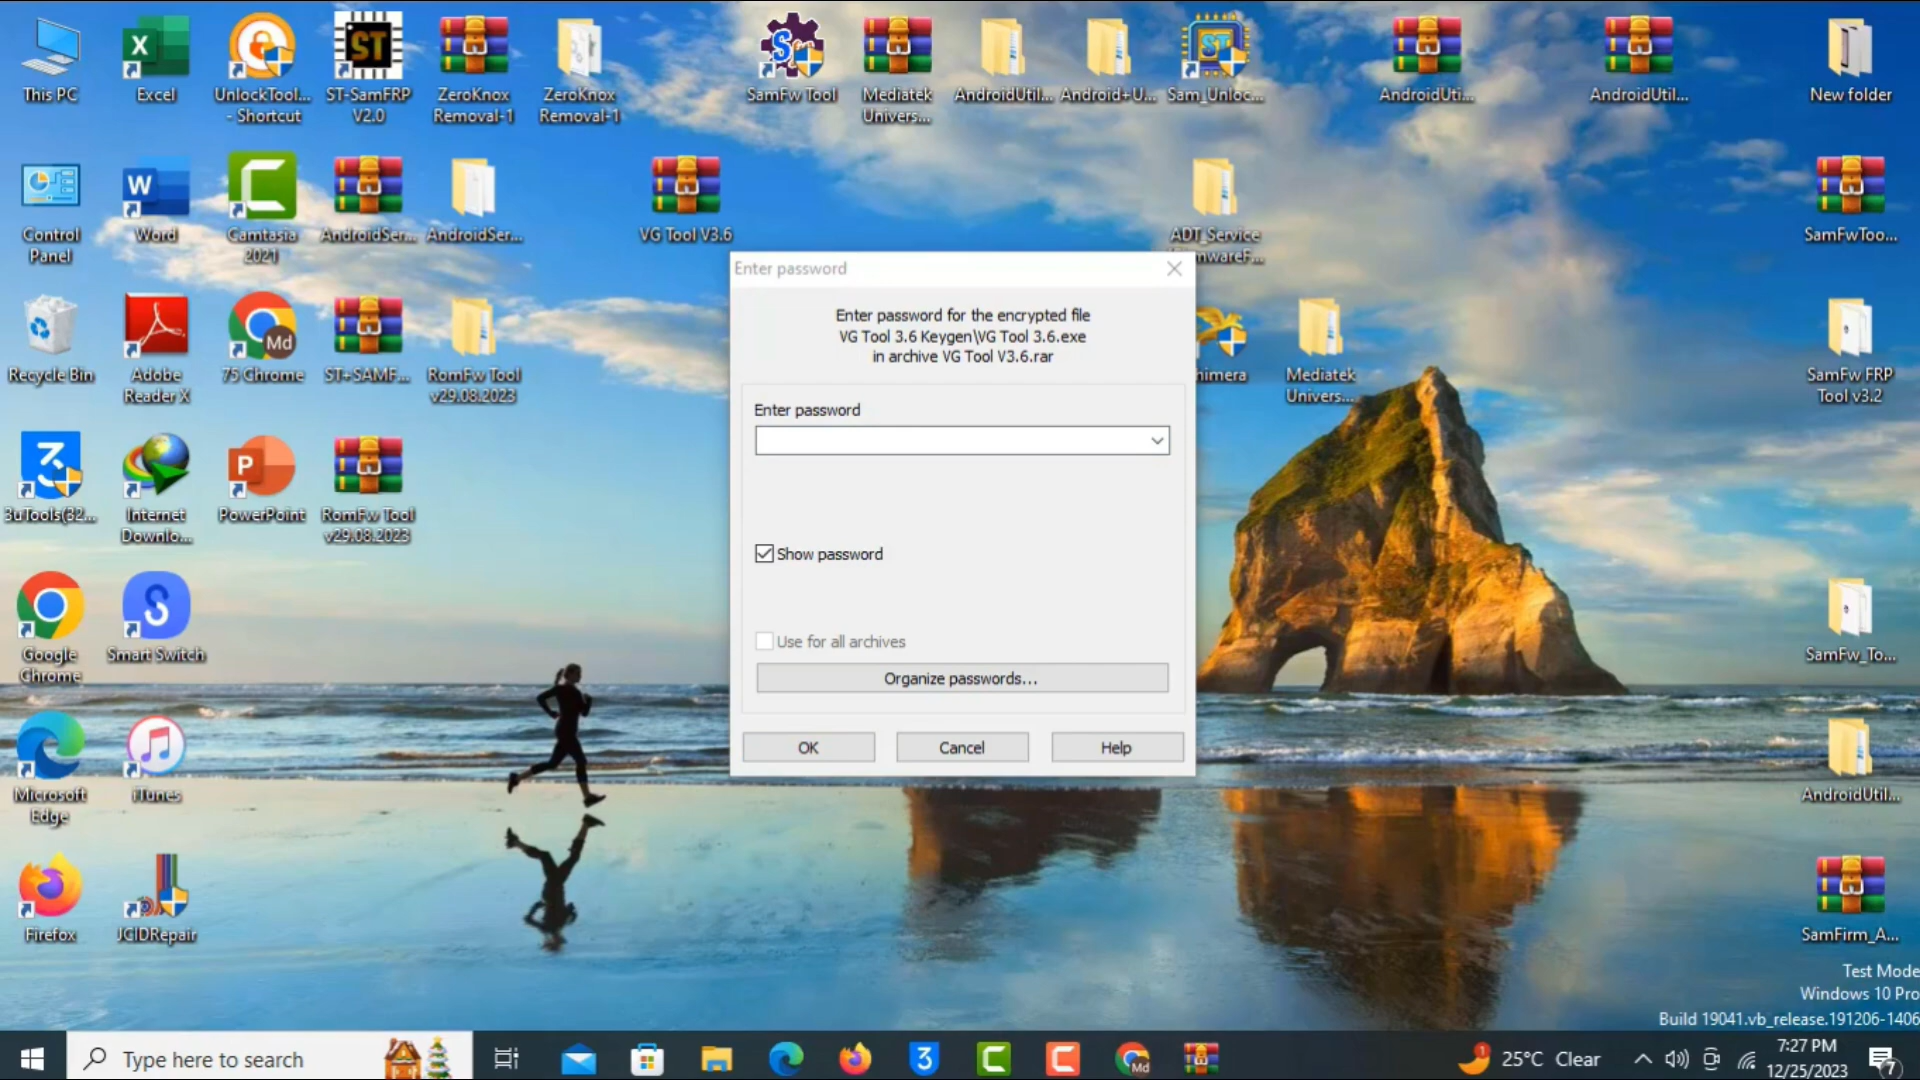 This PC
Excel
UnlockTool...
- Shortcut
ST-SamFRP
V2.0
ZeroKnox
Removal-1
ZeroKnox
Removal-1
SamFw Tool
Mediatek
Univers...
AndroidUtil...
Android+U...
Sam_Unloc...
AndroidUti...
AndroidUtil...
New folder
Control
Panel
Word
Camtasia
2021
AndroidSer...
AndroidSer...
VG Tool V3.6
ADT_Service
mwareF...
SamFwToo...
Recycle Bin
Adobe
Reader X
Md
75 Chrome
ST+SAMF...
RomFw Tool
v29.08.2023
himera
Mediatek
Univers...
SamFw FRP
Tool v3.2
3uTools(32...
Internet
Downlo...
PowerPoint
RomFw Tool
v29.08.2023
Google
Chrome
Smart Switch
SamFw_To...
Microsoft
Edge
iTunes
AndroidUtil...
Firefox
JCIDRepair
SamFirm_A...
Enter password
Enter password for the encrypted file
VG Tool 3.6 Keygen\VG Tool 3.6.exe
in archive VG Tool V3.6.rar
Enter password
Show password
Use for all archives
Organize passwords...
OK
Cancel
Help
Test Mode
Windows 10 Pro
Build 19041.vb_release.191206-1406
Type here to search
25°C Clear
7:27 PM
12/25/2023
7